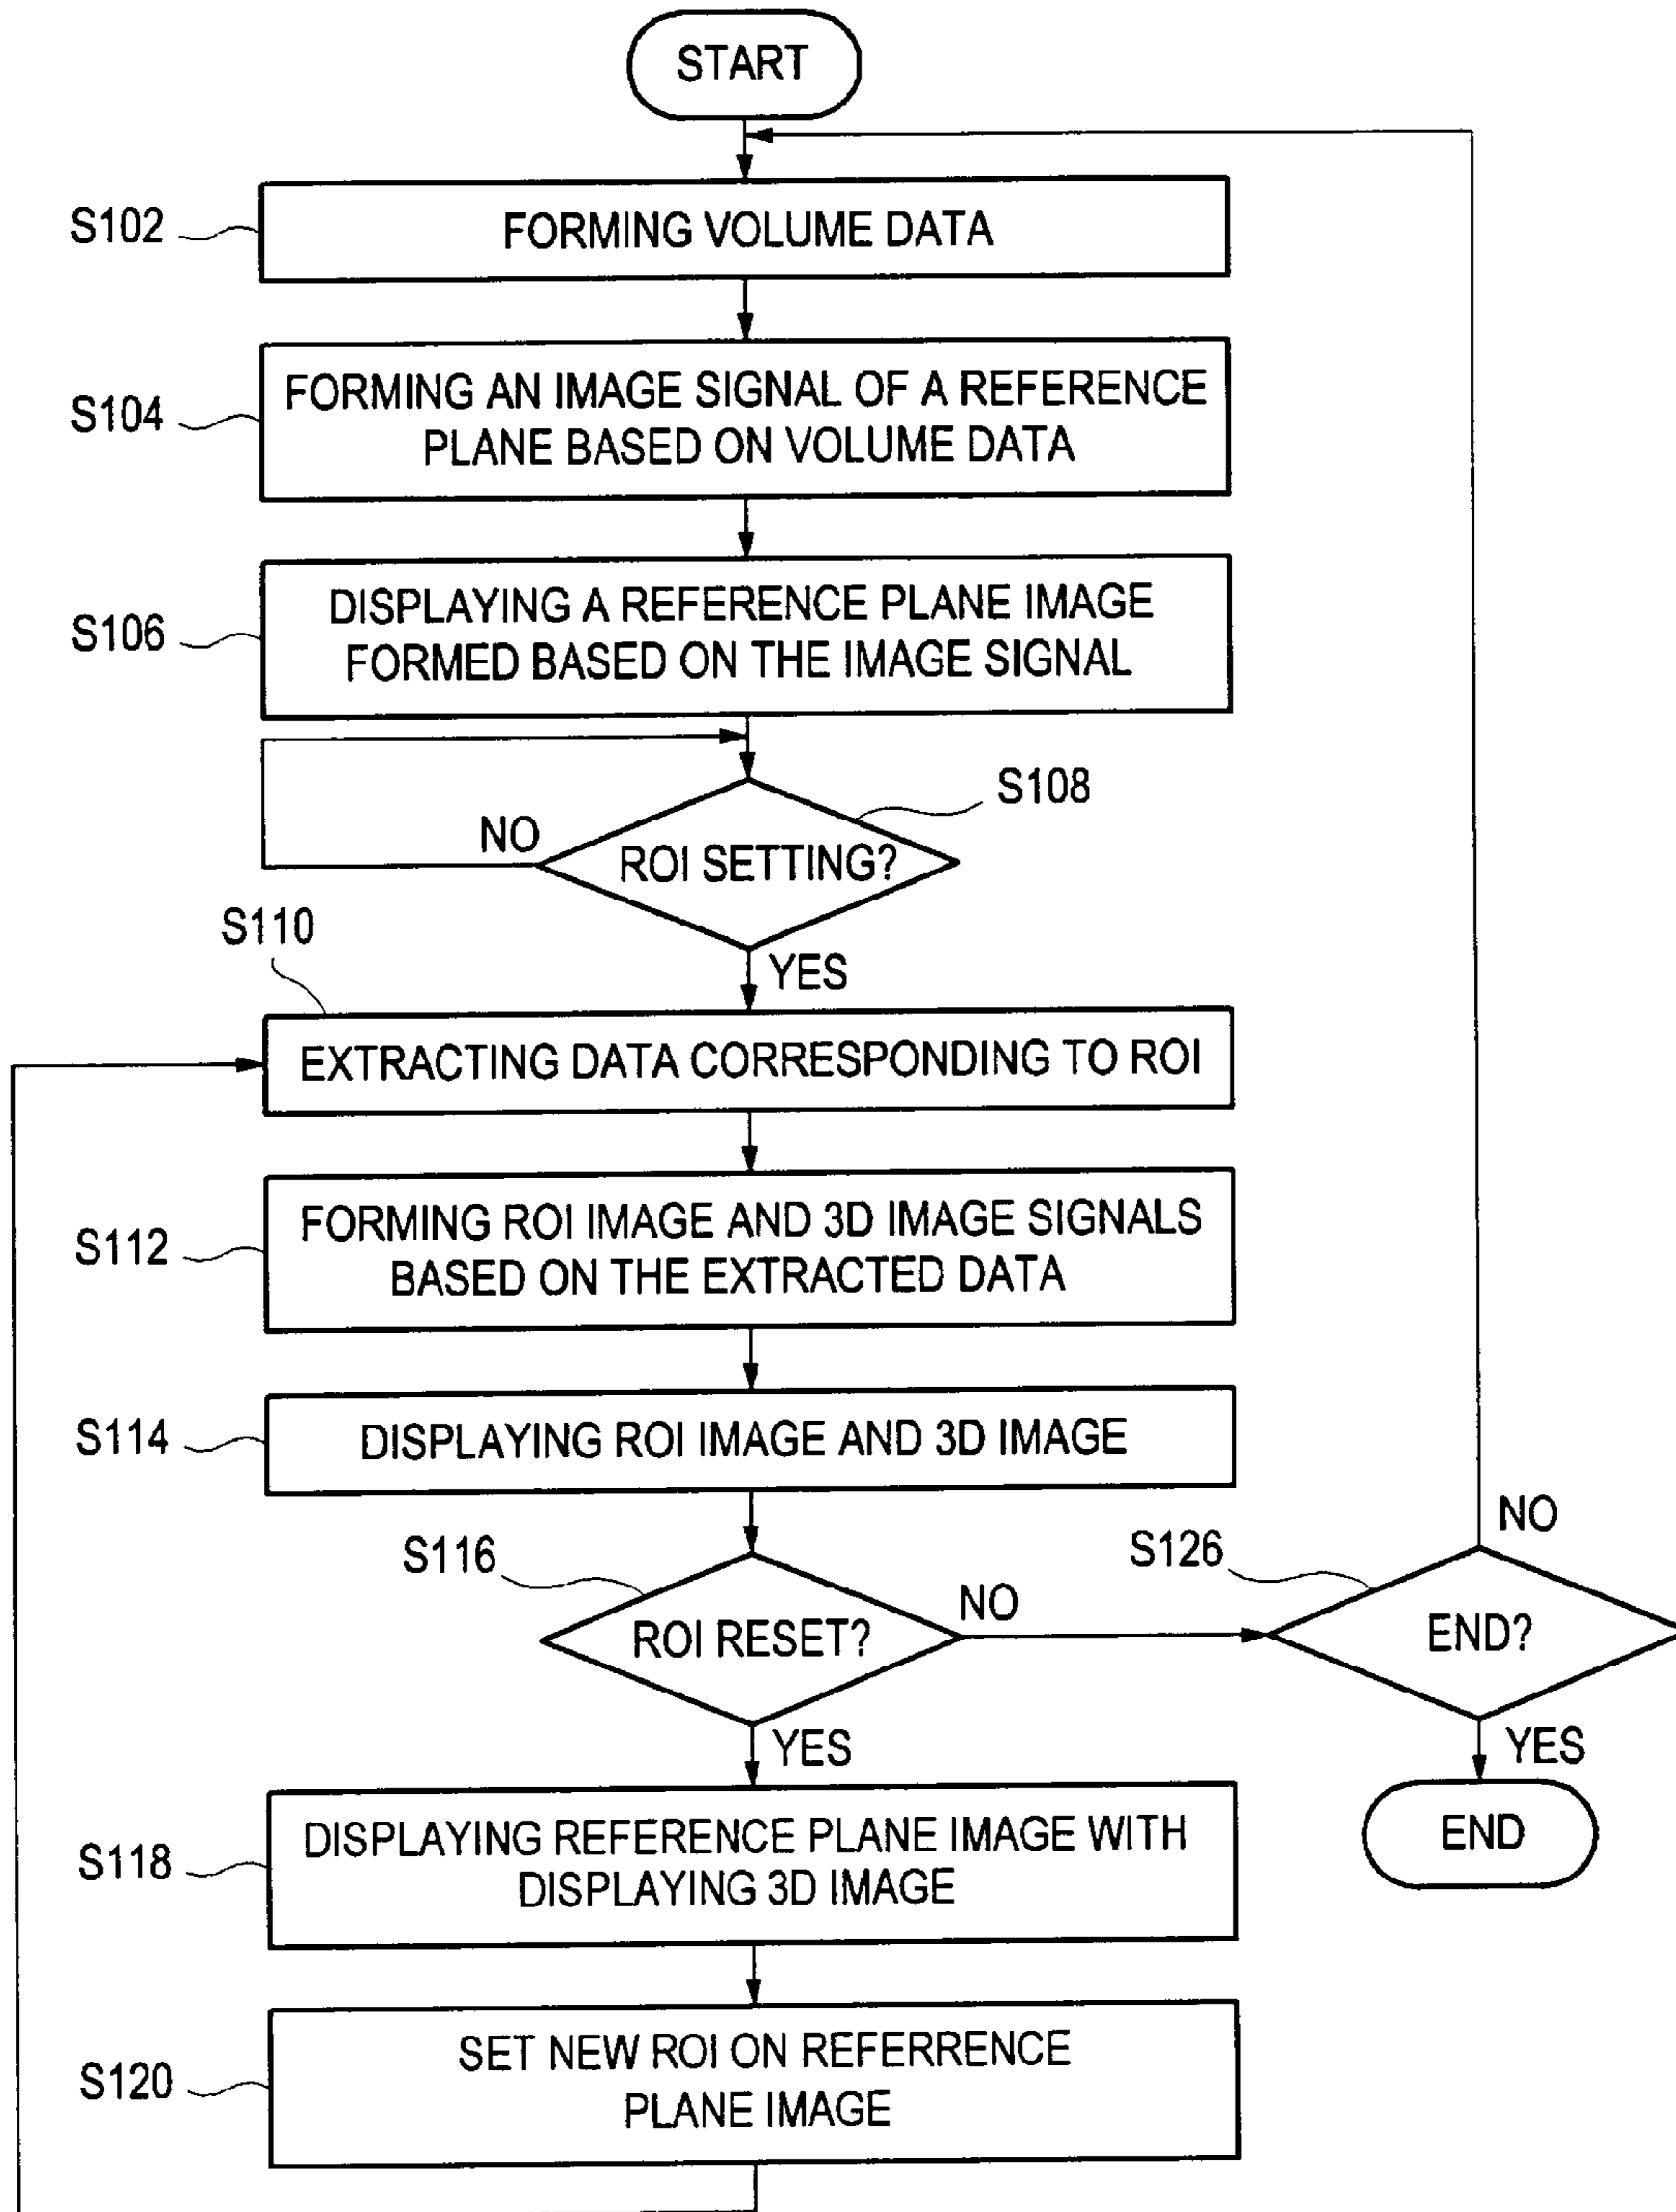 START
S102
FORMING VOLUME DATA
S104
FORMING AN IMAGE SIGNAL OF A REFERENCE
PLANE BASED ON VOLUME DATA
S106
DISPLAYING A REFERENCE PLANE IMAGE
FORMED BASED ON THE IMAGE SIGNAL
S108
NO
ROI SETTING?
S110
YES
EXTRACTING DATA CORRESPONDING TO ROI
S112
FORMING ROI IMAGE AND 3D IMAGE SIGNALS
BASED ON THE EXTRACTED DATA
S114
DISPLAYING ROI IMAGE AND 3D IMAGE
S116
ROI RESET?
NO
S126
NO
END?
YES
YES
END
S118
DISPLAYING REFERENCE PLANE IMAGE WITH
DISPLAYING 3D IMAGE
S120
SET NEW ROI ON REFERRENCE
PLANE IMAGE